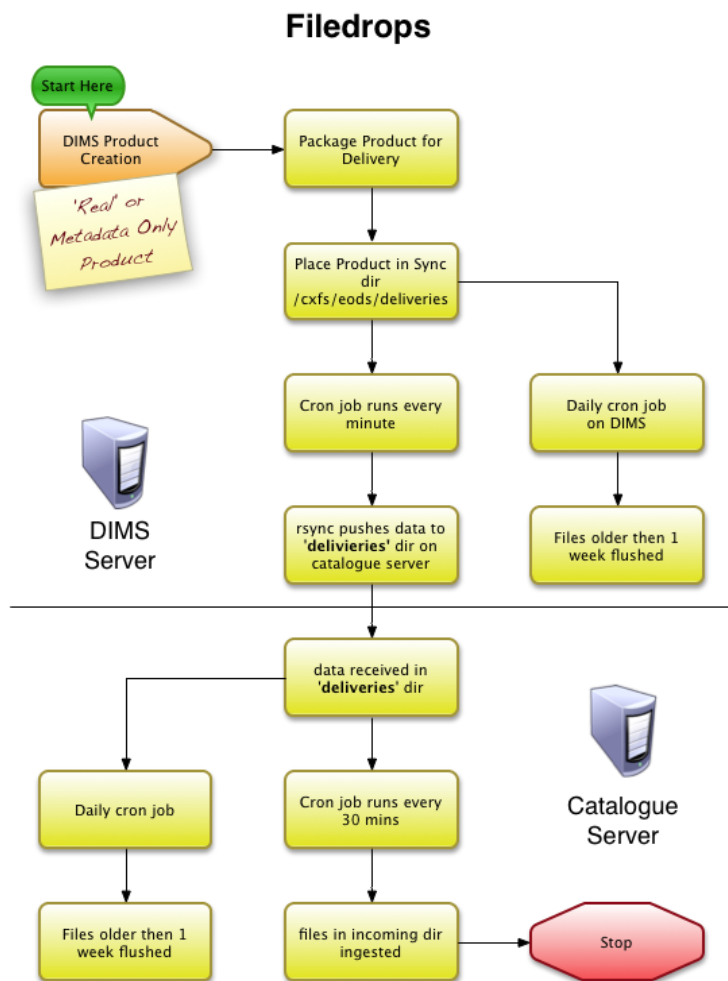 Filedrops
Start Here
DIMS Product
Creation
'Real' or
Metadata Only
Product
Package Product for
Delivery
Place Product in Sync
dir
/cxfs/eods/deliveries
Cron job runs every
minute
Daily cron job
on DIMS
DIMS
Server
rsync pushes data to
'delivieries' dir on
catalogue server
Files older then 1
week flushed
data received in
'deliveries' dir
Daily cron job
Cron job runs every
30 mins
Catalogue
Server
Files older then 1
week flushed
files in incoming dir
ingested
Stop